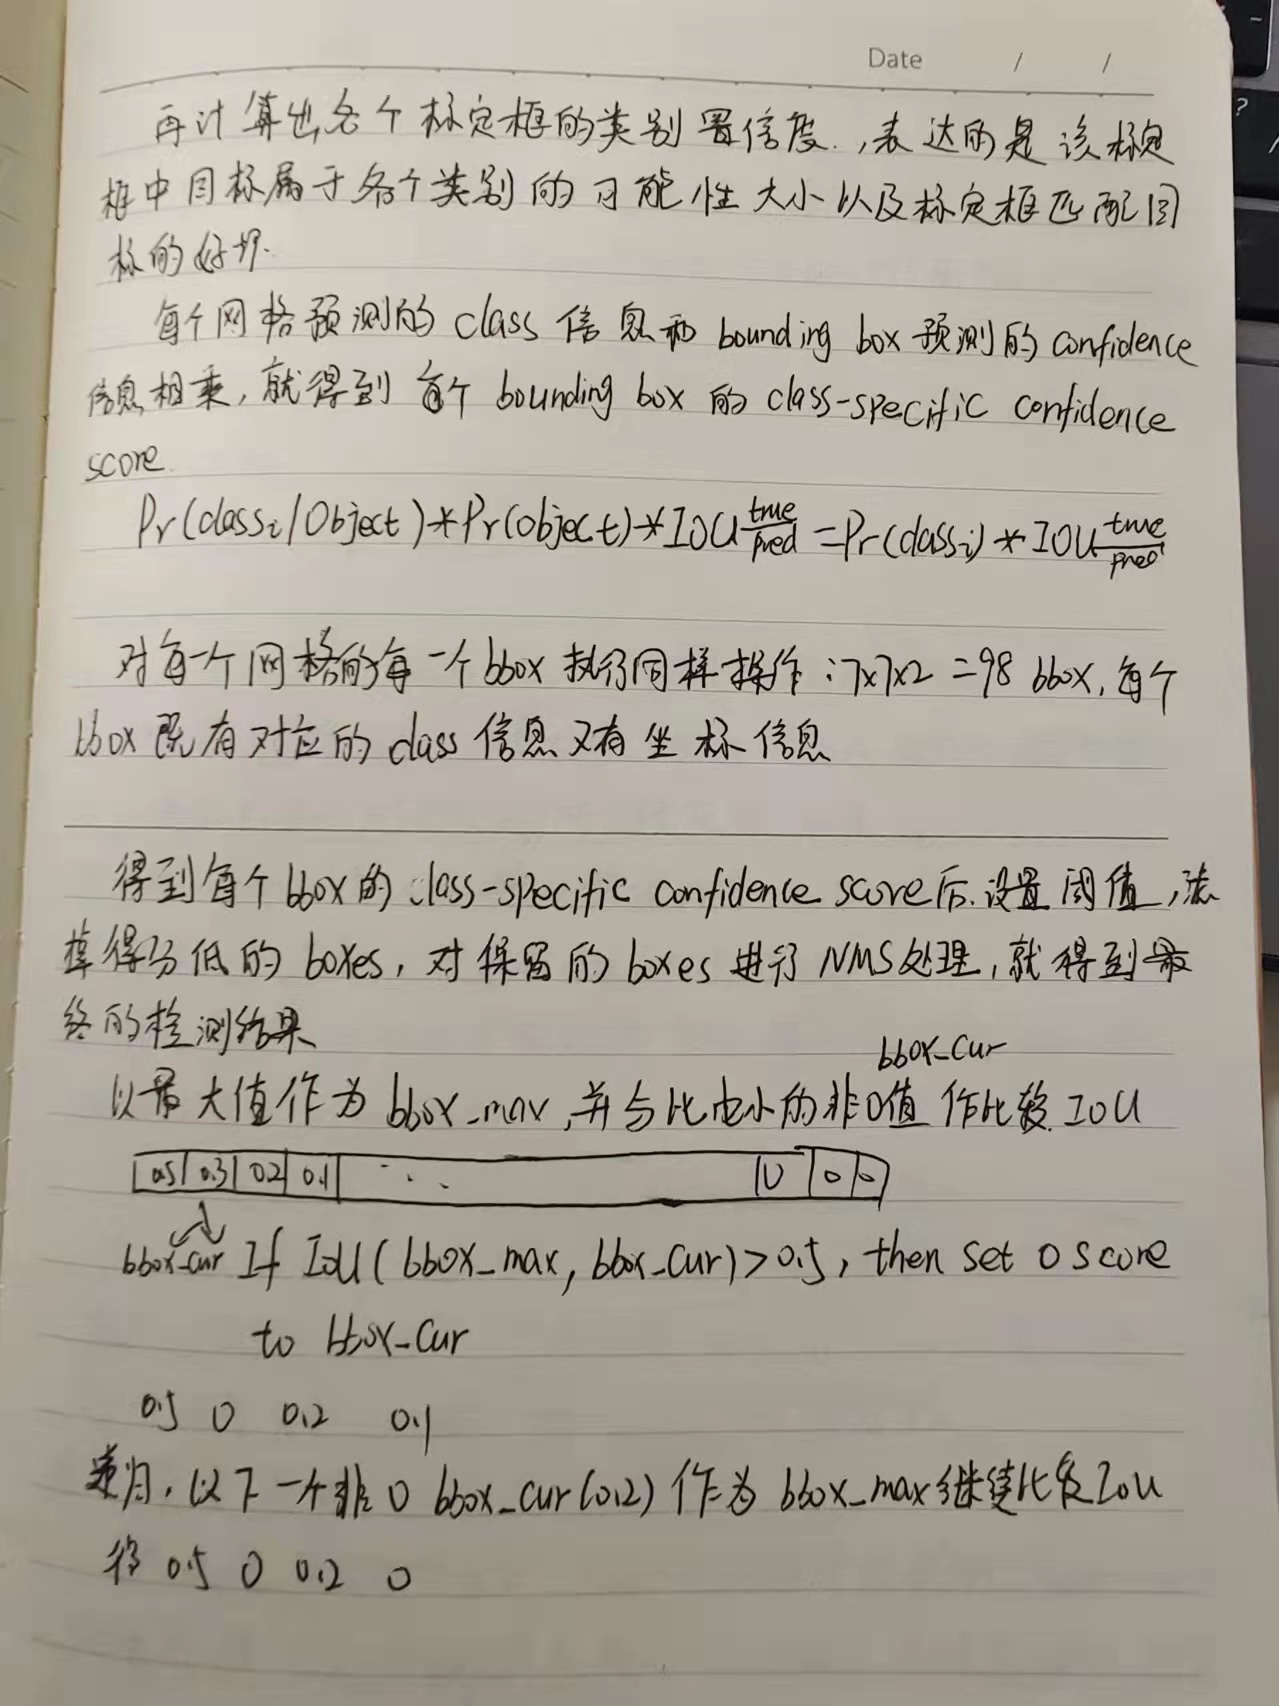 Date / /
再计算出各个标定框的类别置信度.,表达的是该标定
框中目标属于各个类别的可能性大小以及标定框匹配目
标的好坏.
每个网格预测的class信息和bounding box预测的confidence
信息相乘,就得到每个bounding box的class-specific confidence
score.
Pr(classi/Object)*Pr(object)*IOU true/pred =Pr(classi)*IOU true/pred
对每一个网格的每一个bbox执行同样操作:7x7x2=98 bbox,每个
bbox既有对应的class信息又有坐标信息
得到每个bbox的class-specific confidence score后.设置阈值,滤
掉得分低的boxes,对保留的boxes进行NMS处理,就得到最
终的检测结果
bbox_cur
以最大值作为bbox_max,并与比它小的非0值作比较IOU
0.5 0.3 0.2 0.1 ... 0 0 0
bbox_cur If IoU(bbox_max, bbox_cur)>0.5, then set 0 score
to bbox_cur
0.5 0 0.2 0.1
递归,以下一个非0 bbox_cur(0.2)作为bbox_max继续比较IoU
得 0.5 0 0.2 0